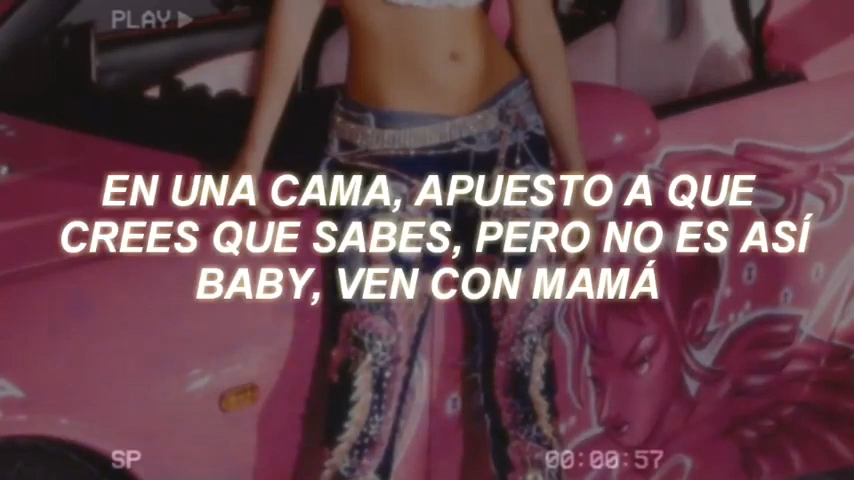 PLAY
EN UNA CAMA, APUESTO A QUE
CREES QUE SABES, PERO NO ES ASÍ
BABY, VEN CON MAMÁ
SP
00:00:57